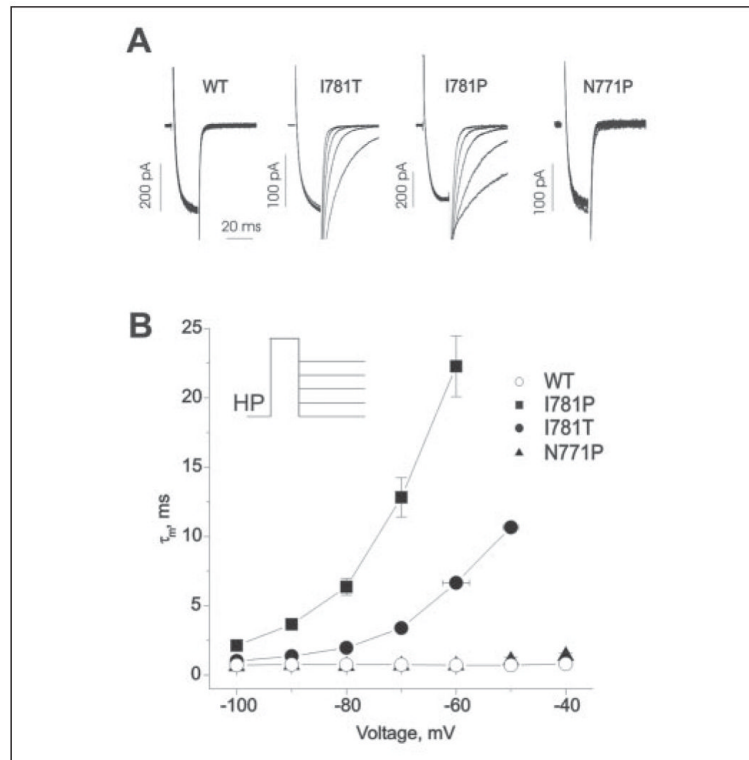 A
WT
I781T
I781P
N771P
200 pA
100 pA
200 pA
100 pA
20 ms
B
25
20
15
10
5
0
τm, ms
HP
WT
I781P
I781T
N771P
-100
-80
-60
-40
Voltage, mV